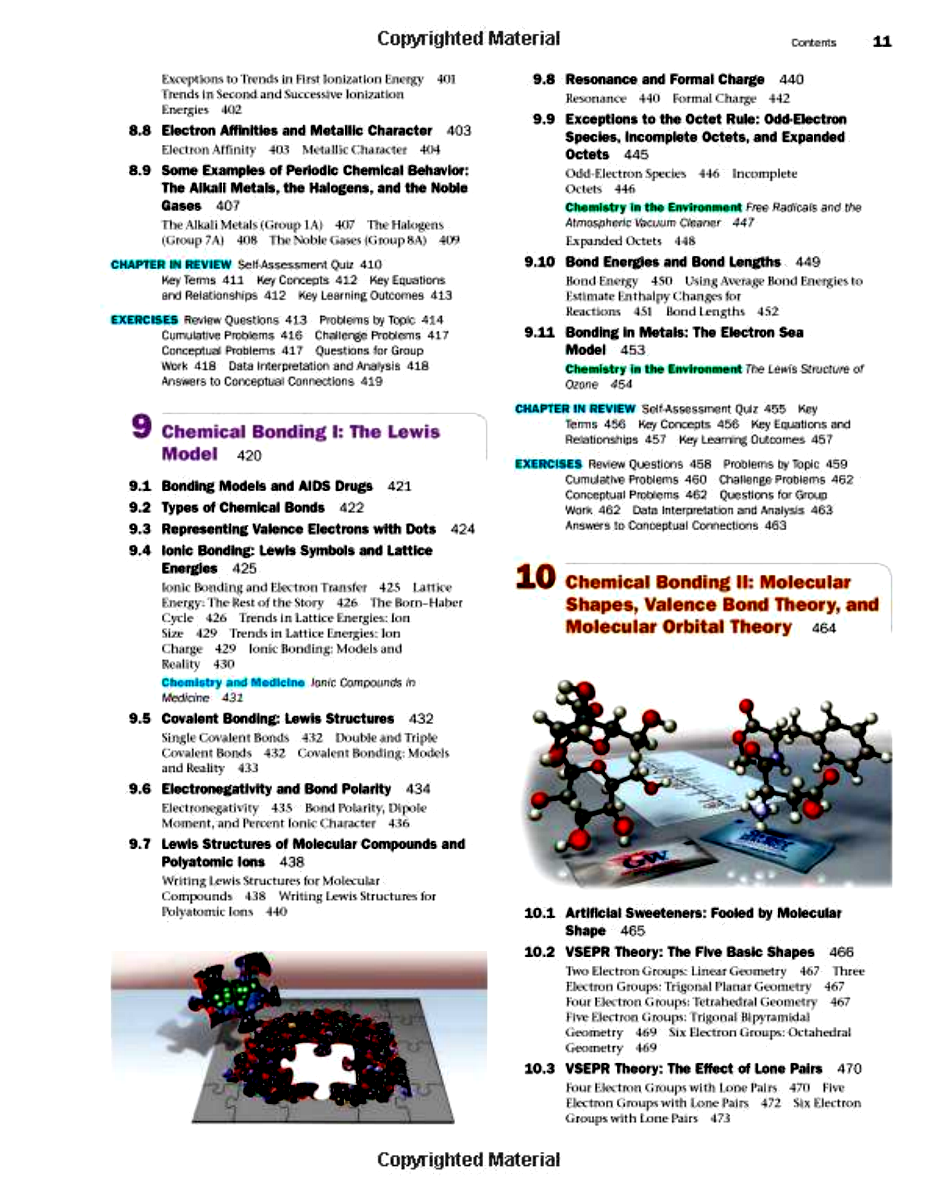 Copyrighted Material
Contents 11
Exceptions to Trends in First Ionization Energy 401
Trends in Second and Successive Ionization
Energies 402
8.8 Electron Affinities and Metallic Character 403
Electron Affinity 403 Metallic Character 404
8.9 Some Examples of Periodic Chemical Behavior:
The Alkali Metals, the Halogens, and the Noble
Gases 407
The Alkali Metals (Group 1A) 407 The Halogens
(Group 7A) 408 The Noble Gases (Group 8A) 409
CHAPTER IN REVIEW Self-Assessment Quiz 410
Key Terms 411 Key Concepts 412 Key Equations
and Relationships 412 Key Learning Outcomes 413
EXERCISES Review Questions 413 Problems by Topic 414
Cumulative Problems 416 Challenge Problems 417
Conceptual Problems 417 Questions for Group
Work 418 Data Interpretation and Analysis 418
Answers to Conceptual Connections 419
9 Chemical Bonding I: The Lewis
Model 420
9.1 Bonding Models and AIDS Drugs 421
9.2 Types of Chemical Bonds 422
9.3 Representing Valence Electrons with Dots 424
9.4 Ionic Bonding: Lewis Symbols and Lattice
Energies 425
Ionic Bonding and Electron Transfer 425 Lattice
Energy: The Rest of the Story 426 The Born–Haber
Cycle 426 Trends in Lattice Energies: Ion
Size 429 Trends in Lattice Energies: Ion
Charge 429 Ionic Bonding: Models and
Reality 430
Chemistry and Medicine Ionic Compounds in
Medicine 431
9.5 Covalent Bonding: Lewis Structures 432
Single Covalent Bonds 432 Double and Triple
Covalent Bonds 432 Covalent Bonding: Models
and Reality 433
9.6 Electronegativity and Bond Polarity 434
Electronegativity 435 Bond Polarity, Dipole
Moment, and Percent Ionic Character 436
9.7 Lewis Structures of Molecular Compounds and
Polyatomic Ions 438
Writing Lewis Structures for Molecular
Compounds 438 Writing Lewis Structures for
Polyatomic Ions 440
9.8 Resonance and Formal Charge 440
Resonance 440 Formal Charge 442
9.9 Exceptions to the Octet Rule: Odd-Electron
Species, Incomplete Octets, and Expanded
Octets 445
Odd-Electron Species 446 Incomplete
Octets 446
Chemistry in the Environment Free Radicals and the
Atmospheric Vacuum Cleaner 447
Expanded Octets 448
9.10 Bond Energies and Bond Lengths 449
Bond Energy 450 Using Average Bond Energies to
Estimate Enthalpy Changes for
Reactions 451 Bond Lengths 452
9.11 Bonding in Metals: The Electron Sea
Model 453
Chemistry in the Environment The Lewis Structure of
Ozone 454
CHAPTER IN REVIEW Self-Assessment Quiz 455 Key
Terms 456 Key Concepts 456 Key Equations and
Relationships 457 Key Learning Outcomes 457
EXERCISES Review Questions 458 Problems by Topic 459
Cumulative Problems 460 Challenge Problems 462
Conceptual Problems 462 Questions for Group
Work 462 Data Interpretation and Analysis 463
Answers to Conceptual Connections 463
10 Chemical Bonding II: Molecular
Shapes, Valence Bond Theory, and
Molecular Orbital Theory 464
GW
10.1 Artificial Sweeteners: Fooled by Molecular
Shape 465
10.2 VSEPR Theory: The Five Basic Shapes 466
Two Electron Groups: Linear Geometry 467 Three
Electron Groups: Trigonal Planar Geometry 467
Four Electron Groups: Tetrahedral Geometry 467
Five Electron Groups: Trigonal Bipyramidal
Geometry 469 Six Electron Groups: Octahedral
Geometry 469
10.3 VSEPR Theory: The Effect of Lone Pairs 470
Four Electron Groups with Lone Pairs 470 Five
Electron Groups with Lone Pairs 472 Six Electron
Groups with Lone Pairs 473
Copyrighted Material